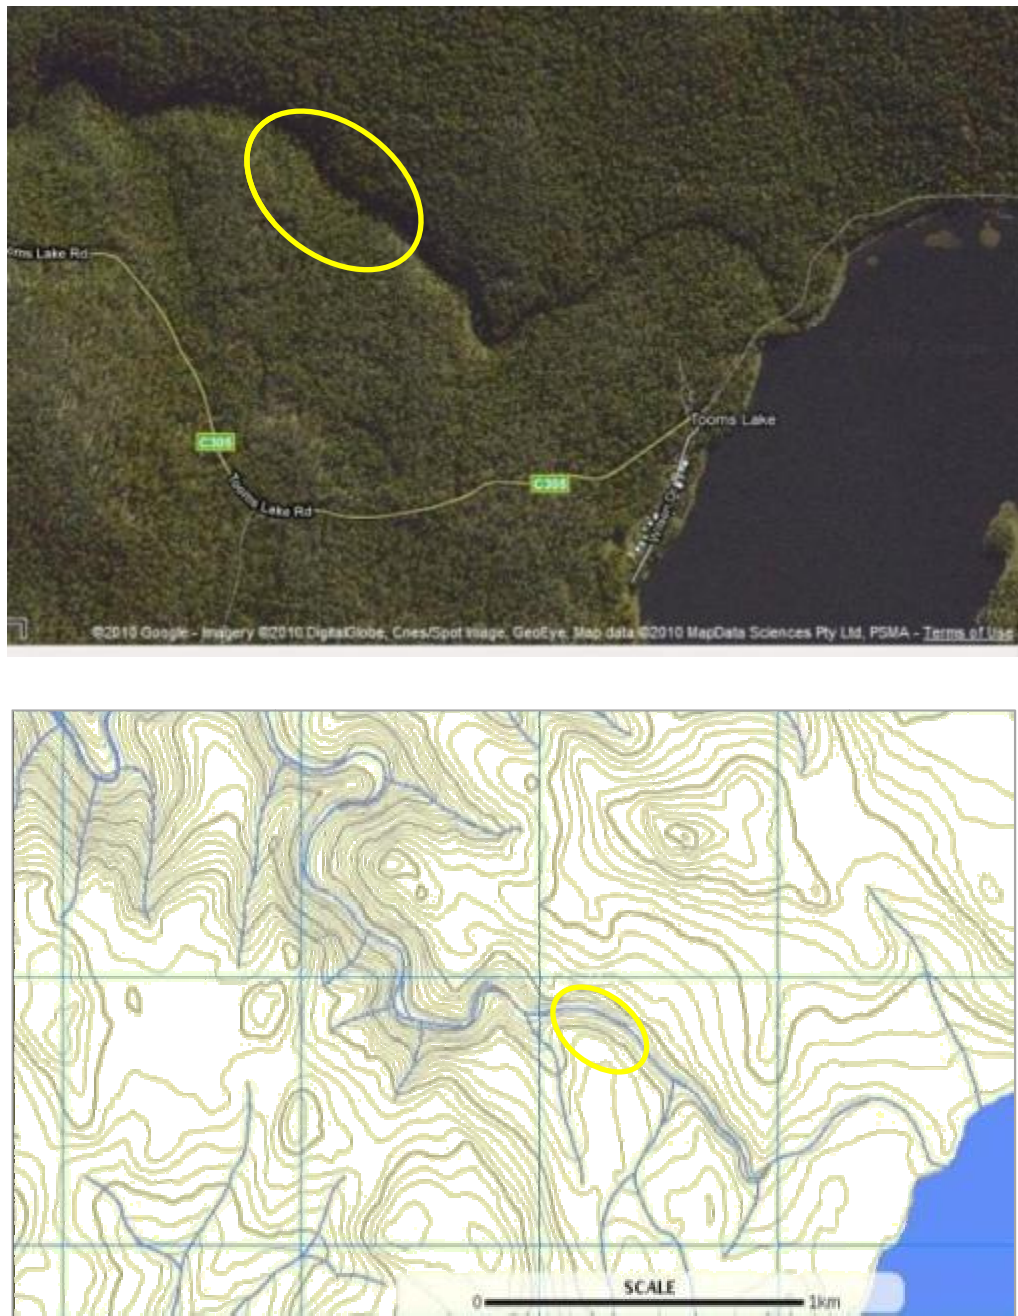 oms Lake Rd
C305
Tooms Lake
C305
Tooms Lake Rd
©2010 Google - Imagery ©2010 DigitalGlobe, Cnes/Spot Image, GeoEye, Map data ©2010 MapData Sciences Pty Ltd, PSMA - Terms of Use
SCALE
0 1km